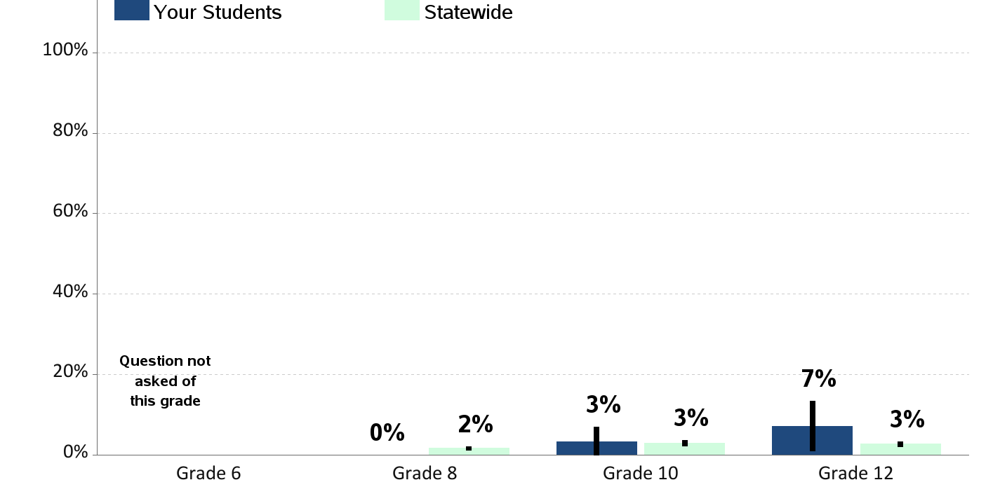 Your Students
Statewide
100%
80%
60%
40%
20%
0%
Question not
asked of
this grade
0%
2%
3%
3%
7%
3%
Grade 6
Grade 8
Grade 10
Grade 12